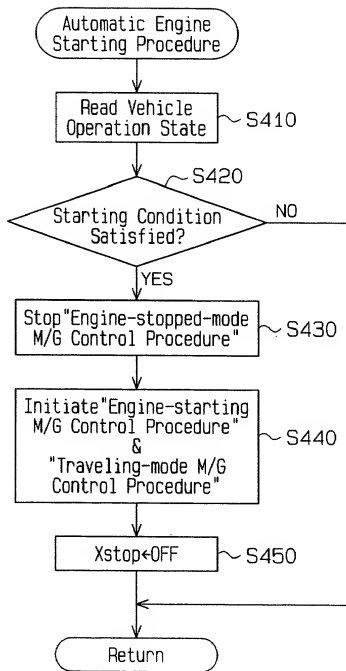 Automatic Engine
Starting Procedure
Read Vehicle
Operation State
S410
S420
Starting Condition
Satisfied?
NO
YES
Stop"Engine-stopped-mode
M/G Control Procedure"
S430
Initiate"Engine-starting
M/G Control Procedure"
&
"Traveling-mode M/G
Control Procedure"
S440
Xstop←OFF
S450
Return